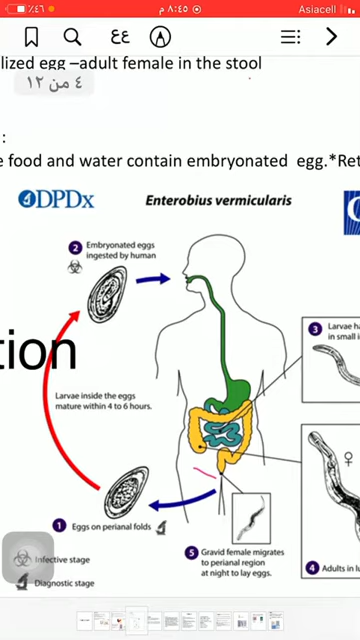 ٪٤٦ ٨:٤٥ م Asiacell
ﻋﻋ
lized egg –adult female in the stool
٤ من ١٢
:
e food and water contain embryonated egg.*Ret
DPDx Enterobius vermicularis C
2 Embryonated eggs
ingested by human
3 Larvae ha
in small i
tion
Larvae inside the eggs
mature within 4 to 6 hours.
1 Eggs on perianal folds
5 Gravid female migrates
to perianal region
at night to lay eggs.
4 Adults in lu
Infective stage
Diagnostic stage